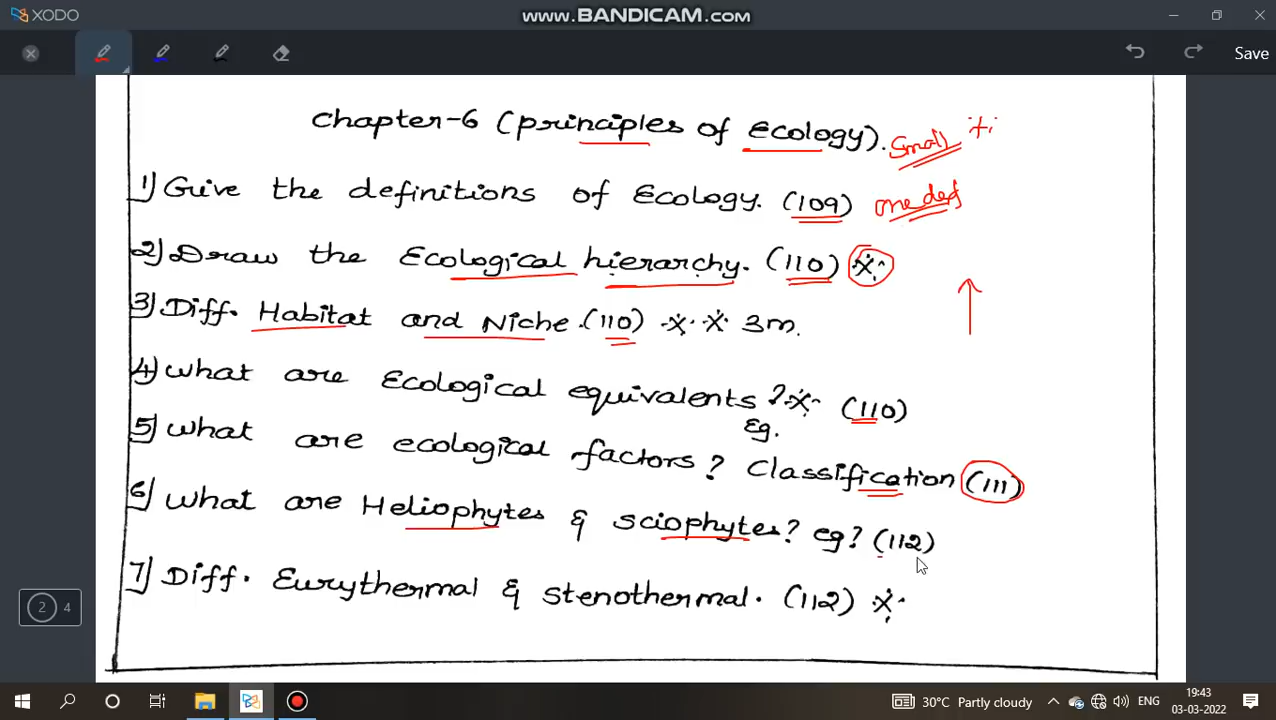 XODO
www.BANDICAM.com
Save
Chapter-6 (principles of Ecology). Small
1) Give the definitions of Ecology. (109) one def
2) Draw the Ecological hierarchy. (110)
3) Diff. Habitat and Niche. (110) 3m.
4) What are Ecological equivalents ? (110)
Eg.
5) What are ecological factors? Classification (111)
6) What are Heliophytes & sciophytes? eg? (112)
7) Diff. Eurythermal & stenothermal. (112)
2 4
30°C Partly cloudy ENG 19:43
03-03-2022